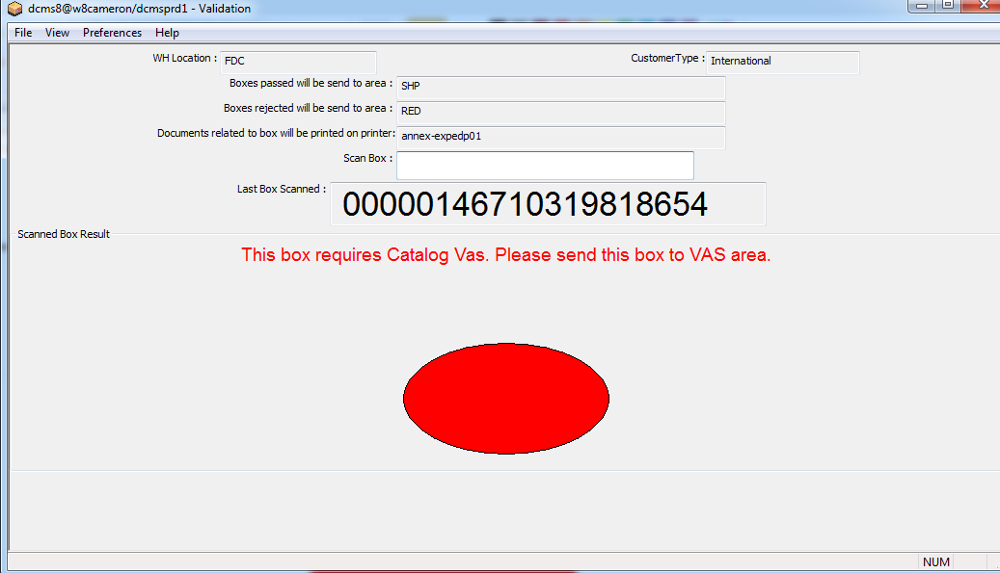 dcms8@w8cameron/dcmsprd1 - Validation
File View Preferences Help
WH Location : FDC CustomerType : International
Boxes passed will be send to area : SHP
Boxes rejected will be send to area : RED
Documents related to box will be printed on printer: annex-expedp01
Scan Box :
Last Box Scanned : 00000146710319818654
Scanned Box Result
This box requires Catalog Vas. Please send this box to VAS area.
NUM